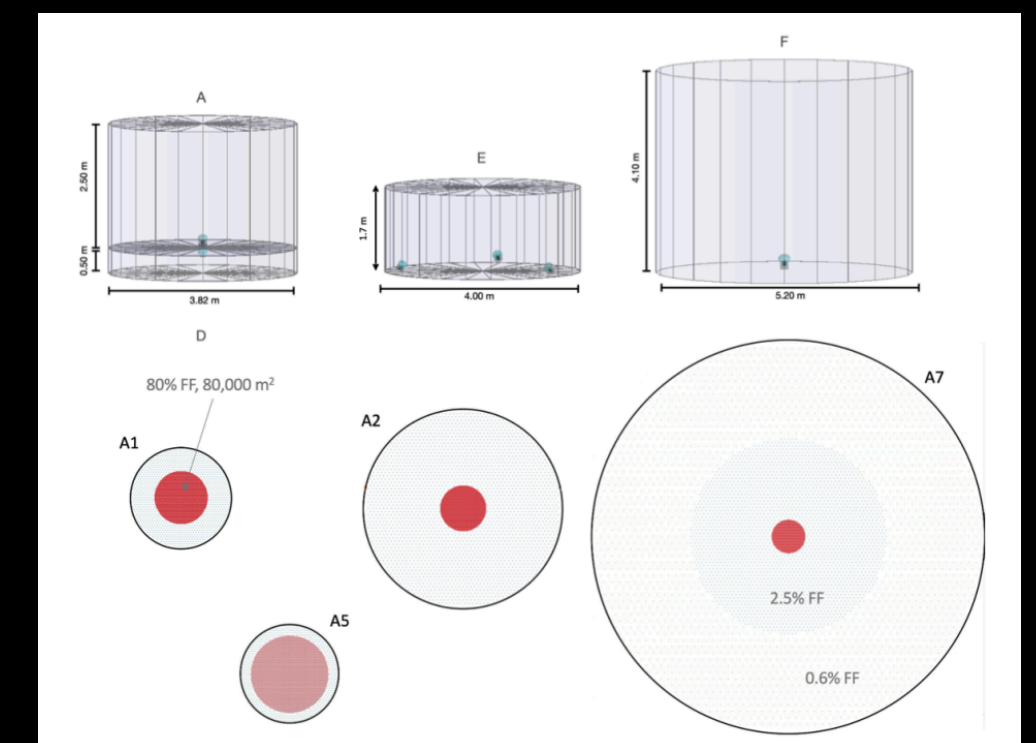 A
2.50 m
0.50 m
3.82 m
E
1.7 m
4.00 m
F
4.10 m
5.20 m
D
80% FF, 80,000 m²
A1
A2
A5
A7
2.5% FF
0.6% FF